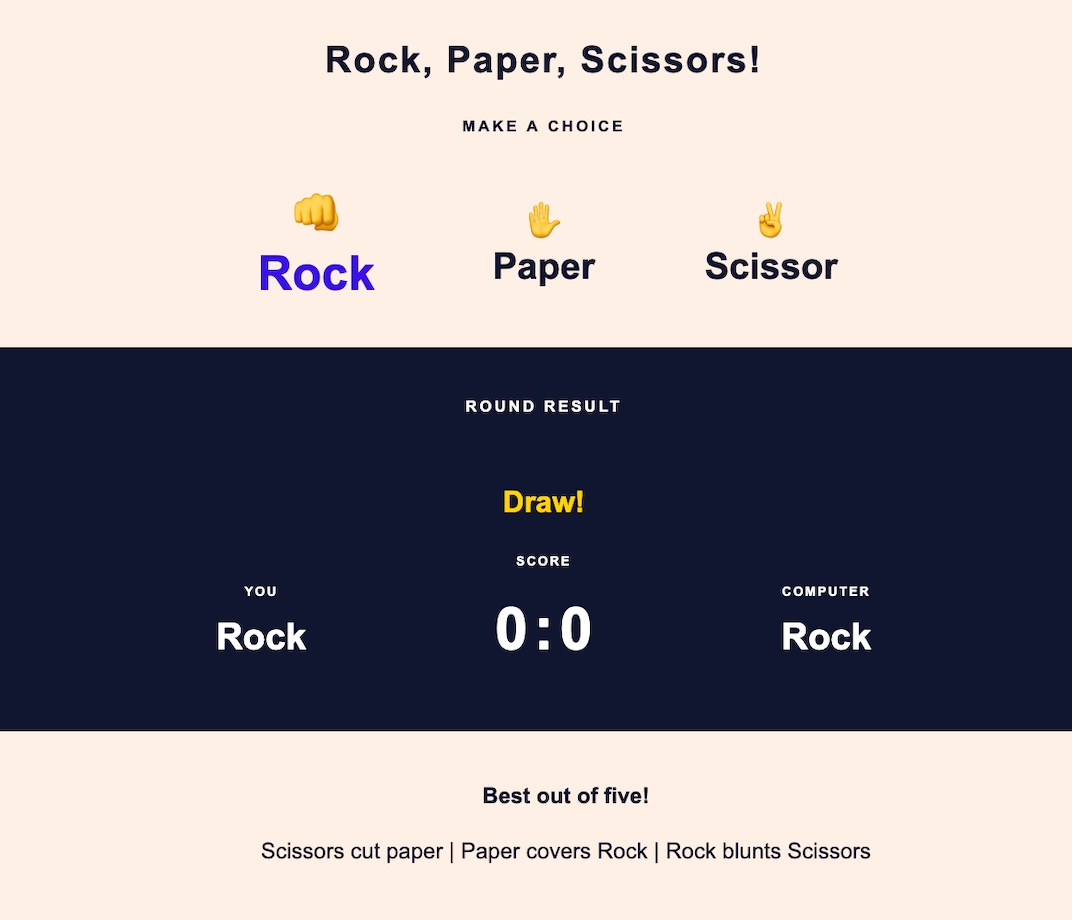 Rock, Paper, Scissors!
MAKE A CHOICE
Rock
Paper
Scissor
ROUND RESULT
Draw!
SCORE
YOU
Rock
0:0
COMPUTER
Rock
Best out of five!
Scissors cut paper | Paper covers Rock | Rock blunts Scissors